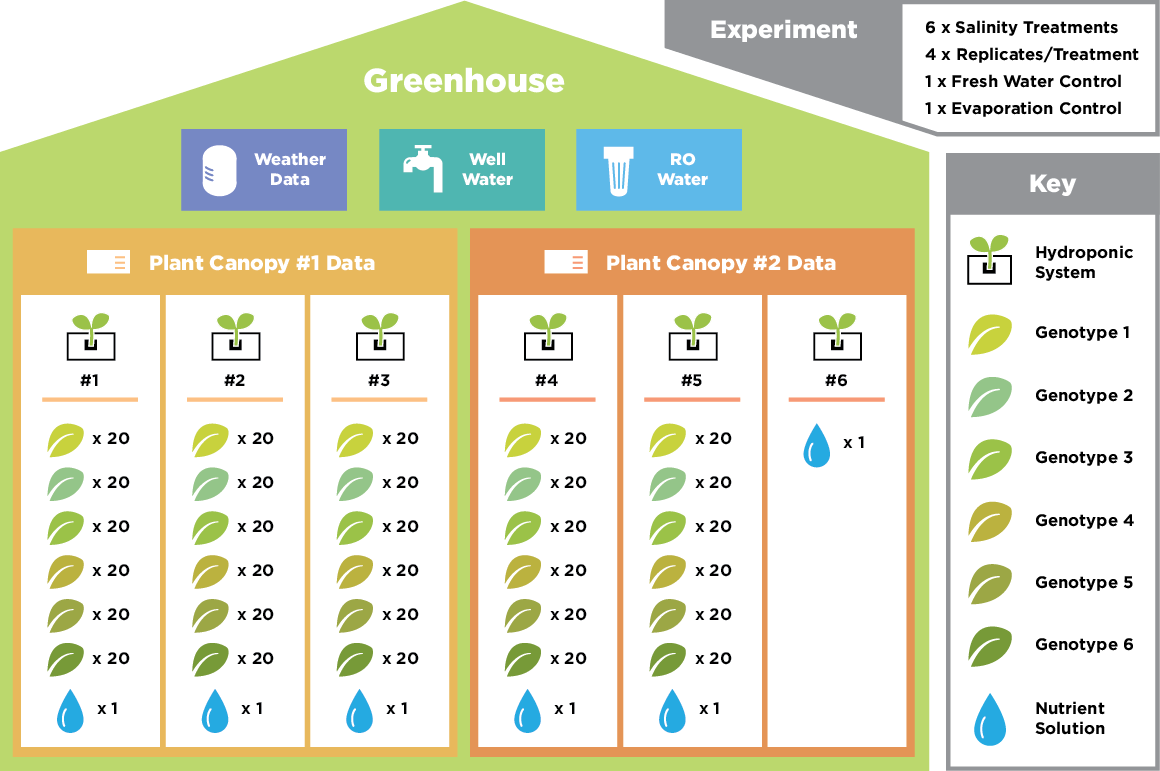 Experiment
6 x Salinity Treatments
4 x Replicates/Treatment
1 x Fresh Water Control
1 x Evaporation Control
Greenhouse
Weather
Data
Well
Water
RO
Water
Plant Canopy #1 Data
#1
x 20
x 20
x 20
x 20
x 20
x 20
x 1
#2
x 20
x 20
x 20
x 20
x 20
x 20
x 1
#3
x 20
x 20
x 20
x 20
x 20
x 20
x 1
Plant Canopy #2 Data
#4
x 20
x 20
x 20
x 20
x 20
x 20
x 1
#5
x 20
x 20
x 20
x 20
x 20
x 20
x 1
#6
x 1
Key
Hydroponic
System
Genotype 1
Genotype 2
Genotype 3
Genotype 4
Genotype 5
Genotype 6
Nutrient
Solution